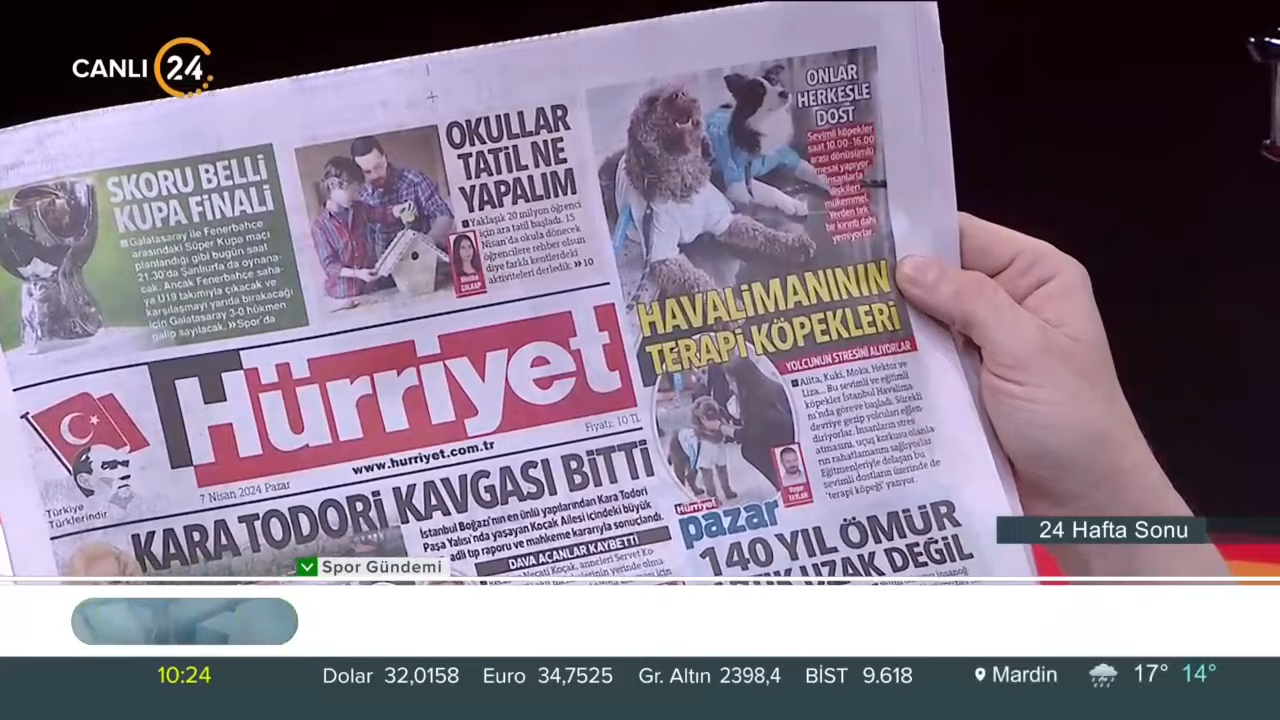 CANLI 24
SKORU BELLİ
KUPA FİNALİ
Galatasaray ile Fenerbahçe
arasındaki Süper Kupa maçı
planlandığı gibi bugün saat
21.30'da Şanlıurfa'da oynana-
cak. Ancak Fenerbahçe saha-
ya U19 takımıyla çıkacak ve
karşılaşmayı yarıda bırakacağı
için Galatasaray 3-0 hükmen
galip sayılacak. » Spor'da
OKULLAR
TATİL NE
YAPALIM
Yaklaşık 20 milyon öğrenci
için ara tatil başladı. 15
Nisan'da okula dönecek
öğrencilere rehber olsun
diye farklı kentlerdeki
aktiviteleri derledik. » 10
ONLAR
HERKESLE
DOST
Sevimli köpekler
saat 10.00-16.00
arası dönüşümlü
mesai yapıyor.
İnsanlarla
ilişkileri
mükemmel.
Yerden tek
bir kırıntı dahi
yemiyorlar.
HAVALİMANININ
TERAPİ KÖPEKLERİ
YOLCUNUN STRESİNİ ALIYORLAR
Alita, Kuki, Moka, Hektor ve
Liza... Bu sevimli ve eğitimli
köpekler İstanbul Havalima-
nı'nda göreve başladı. Sürekli
devriye gezip yolcuları eğlen-
diriyorlar. İnsanların stres
atmasını, uçuş korkusu olanla-
rın rahatlamasını sağlıyorlar.
Eğitmenleriyle dolaşan bu
sevimli dostların üzerinde de
'terapi köpeği' yazıyor.
Hürriyet
www.hurriyet.com.tr
Fiyatı: 10 TL
7 Nisan 2024 Pazar
Türkiye
Türklerindir
KARA TODORİ KAVGASI BİTTİ
İstanbul Boğazı'nın en ünlü yapılarından Kara Todori
Paşa Yalısı'nda yaşayan Koçak Ailesi içindeki büyük
adli tıp raporu ve mahkeme kararıyla sonuçlandı.
DAVA AÇANLAR KAYBETTİ
Necati Koçak, anneleri Servet Ko-
Hürriyet
pazar
140 YIL ÖMÜR
UZAK DEĞİL
24 Hafta Sonu
Spor Gündemi
10:24 Dolar 32,0158 Euro 34,7525 Gr. Altın 2398,4 BİST 9.618 Mardin 17° 14°